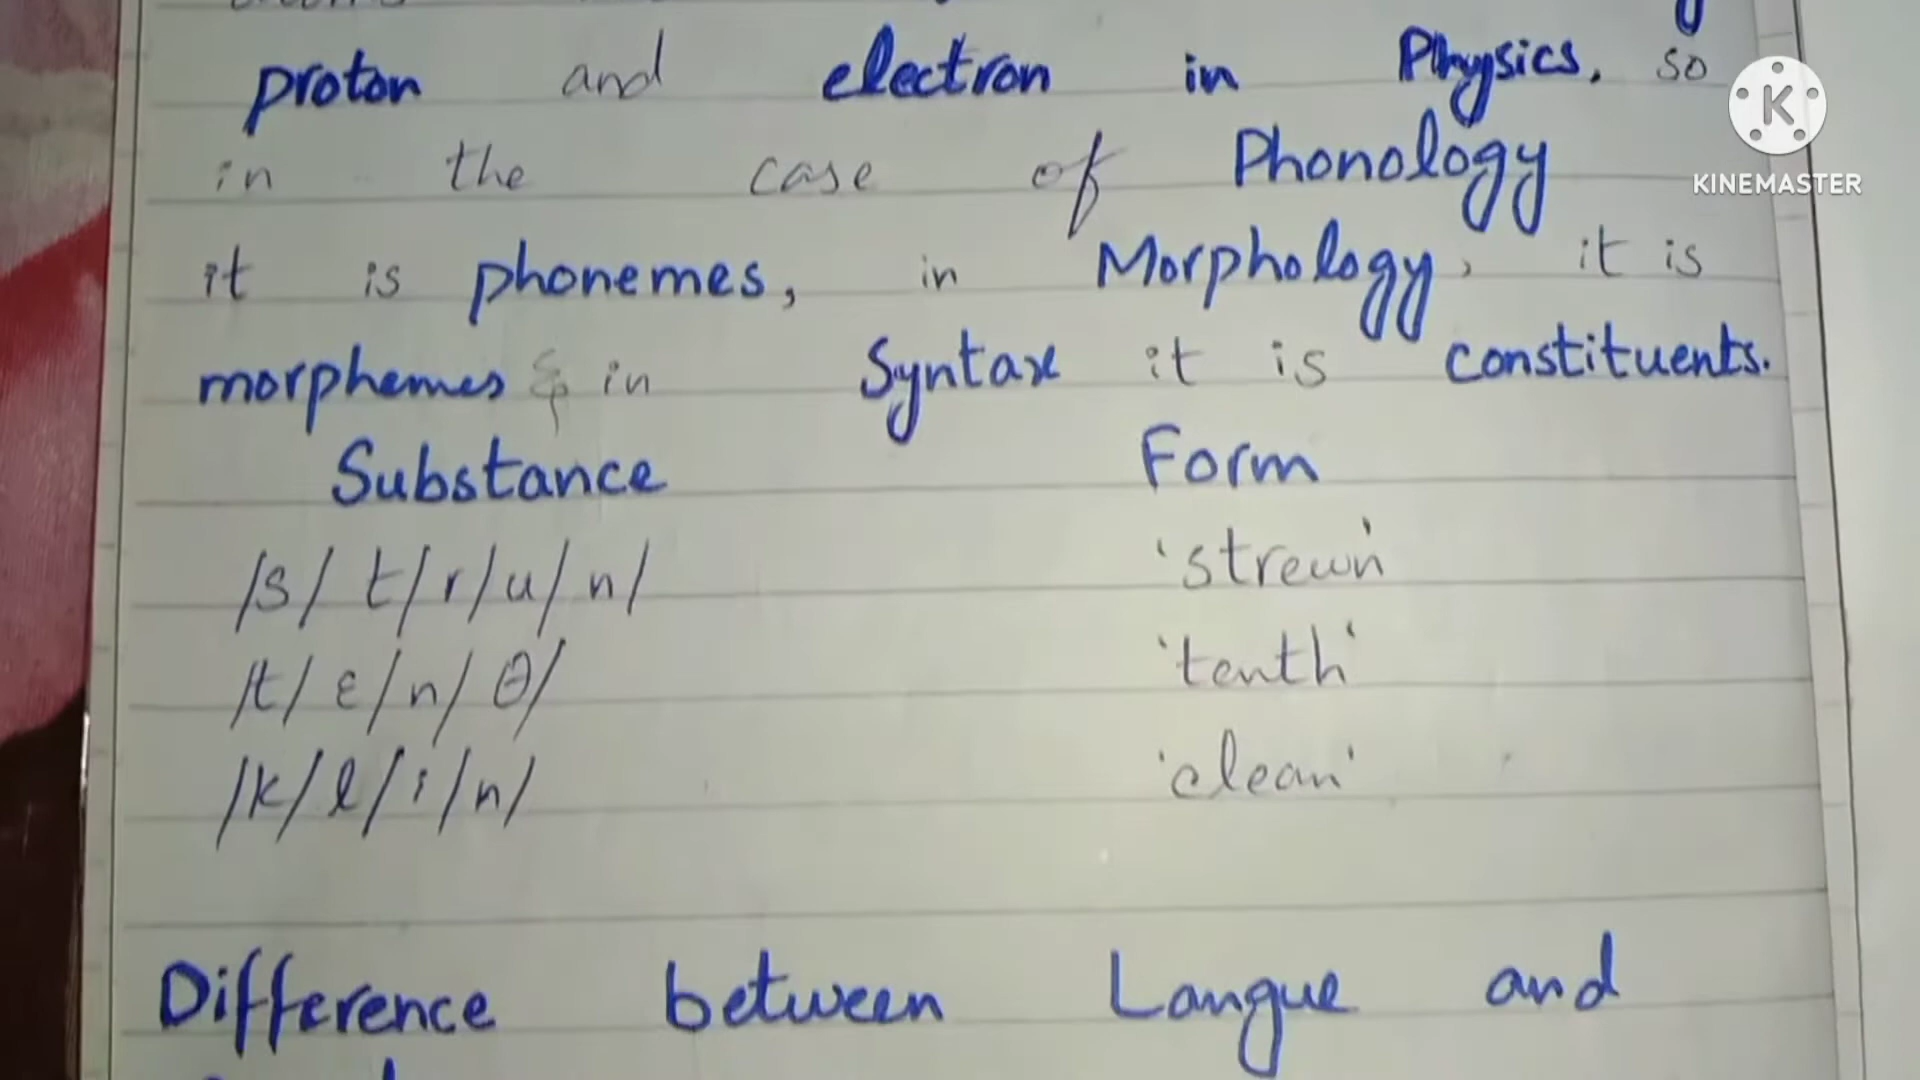 proton and electron in Physics, so
in the case of Phonology
it is phonemes, in Morphology, it is
morphemes & in Syntax it is constituents.
Substance Form
/s/ t/r/u/n/ 'strewn'
/t/ ɛ/n/ θ/ 'tenth'
/k/l/i/n/ 'clean'
Difference between Langue and
K
KINEMASTER